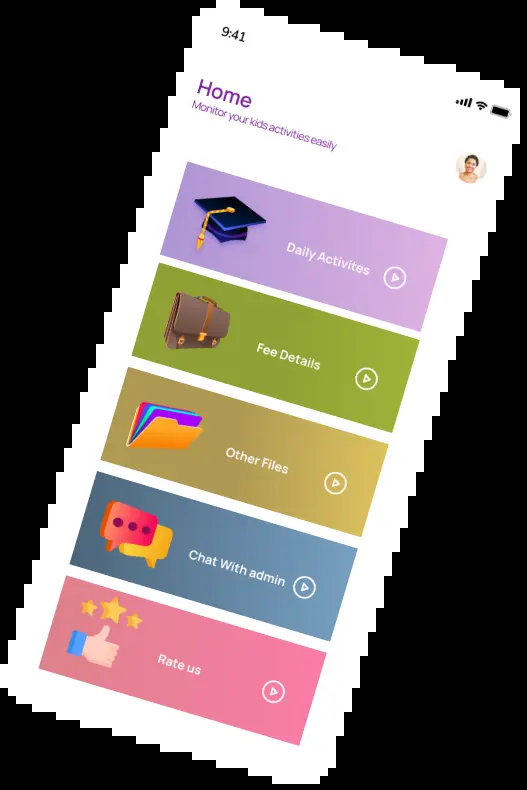 9:41
Home
Monitor your kids activities easily
Daily Activites
Fee Details
Other Files
Chat With admin
Rate us